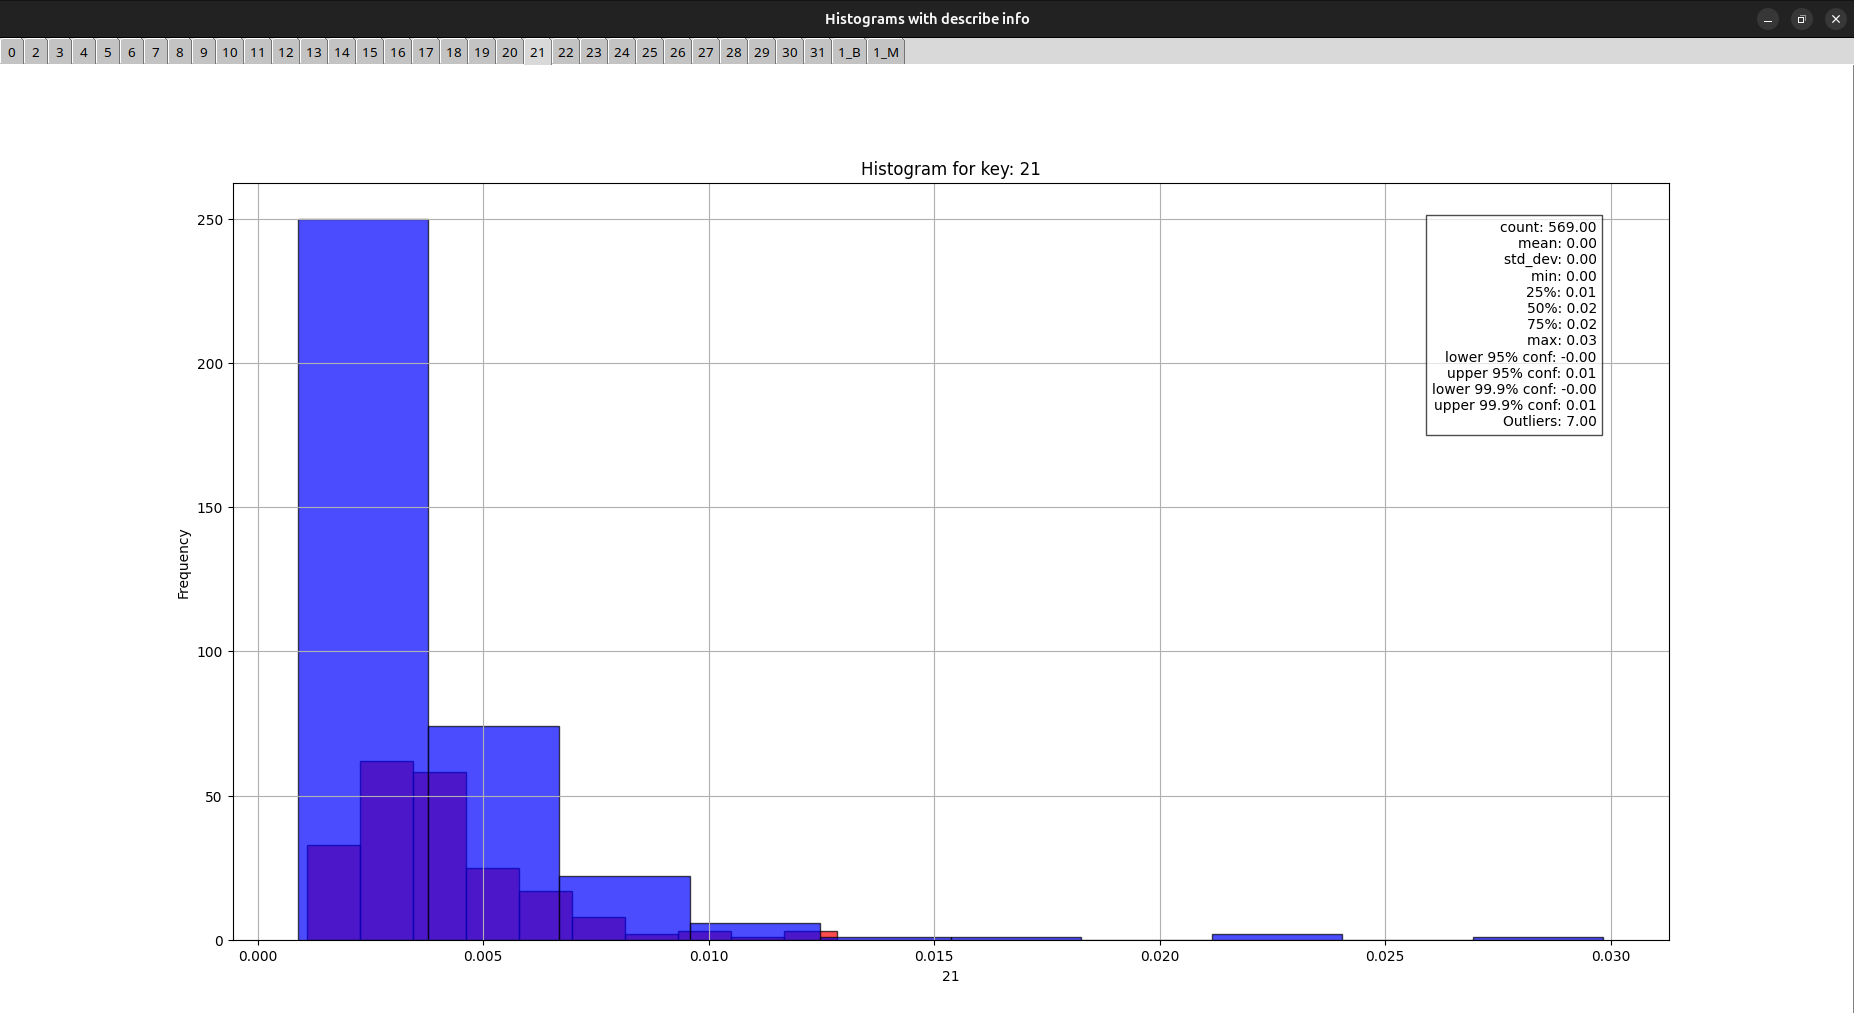 Histograms with describe info
0 2 3 4 5 6 7 8 9 10 11 12 13 14 15 16 17 18 19 20 21 22 23 24 25 26 27 28 29 30 31 1_B 1_M
Histogram for key: 21
250
200
150
100
50
0
Frequency
count: 569.00
mean: 0.00
std_dev: 0.00
min: 0.00
25%: 0.01
50%: 0.02
75%: 0.02
max: 0.03
lower 95% conf: -0.00
upper 95% conf: 0.01
lower 99.9% conf: -0.00
upper 99.9% conf: 0.01
Outliers: 7.00
0.000 0.005 0.010 0.015 0.020 0.025 0.030
21